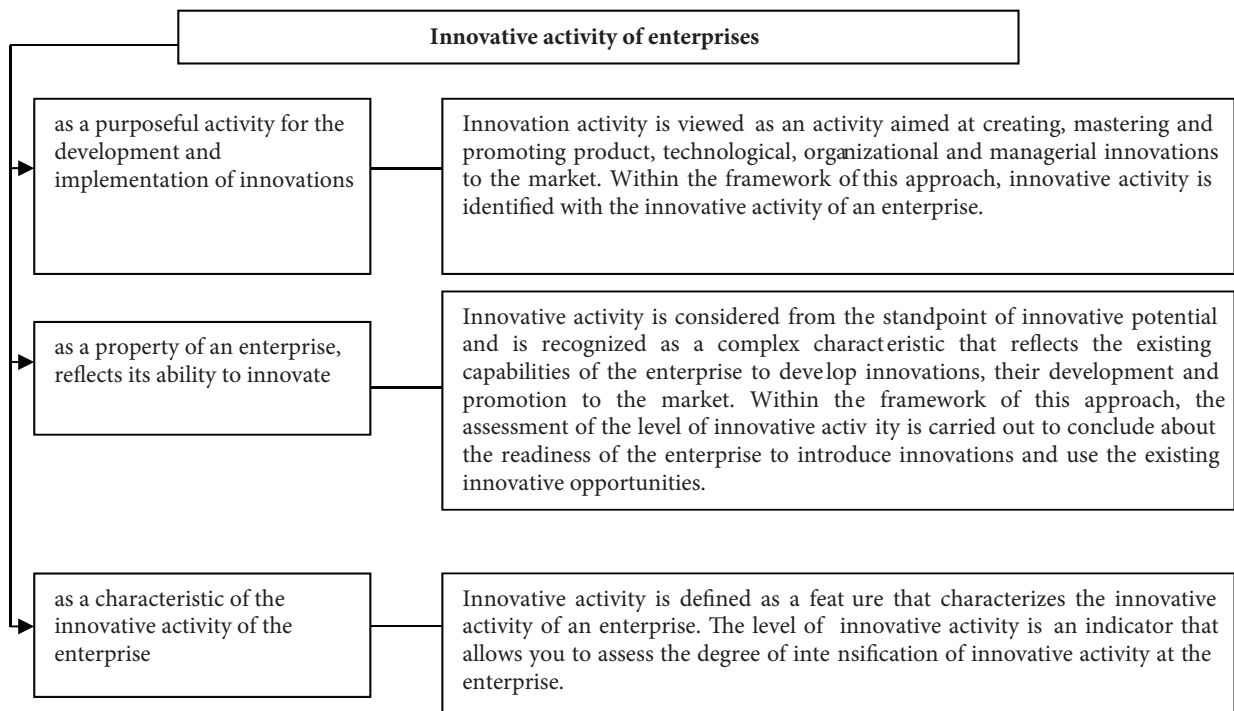 Innovative activity of enterprises
as a purposeful activity for the
development and
implementation of innovations
Innovation activity is viewed as an activity aimed at creating, mastering and
promoting product, technological, organizational and managerial innovations
to the market. Within the framework of this approach, innovative activity is
identified with the innovative activity of an enterprise.
as a property of an enterprise,
reflects its ability to innovate
Innovative activity is considered from the standpoint of innovative potential
and is recognized as a complex characteristic that reflects the existing
capabilities of the enterprise to develop innovations, their development and
promotion to the market. Within the framework of this approach, the
assessment of the level of innovative activ ity is carried out to conclude about
the readiness of the enterprise to introduce innovations and use the existing
innovative opportunities.
as a characteristic of the
innovative activity of the
enterprise
Innovative activity is defined as a feat ure that characterizes the innovative
activity of an enterprise. The level of innovative activity is an indicator that
allows you to assess the degree of inte nsification of innovative activity at the
enterprise.